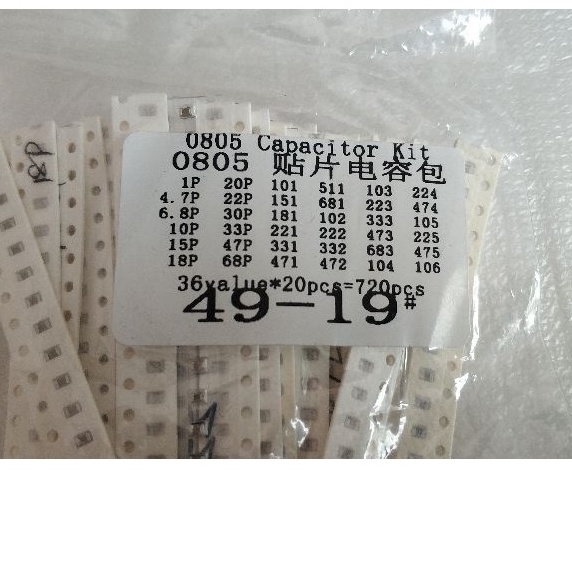 0805 Capacitor Kit
0805 贴片电容包
1P 20P 101 511 103 224
4.7P 22P 151 681 223 474
6.8P 30P 181 102 333 105
10P 33P 221 222 473 225
15P 47P 331 332 683 475
18P 68P 471 472 104 106
36value*20pcs=720pcs
49-19#